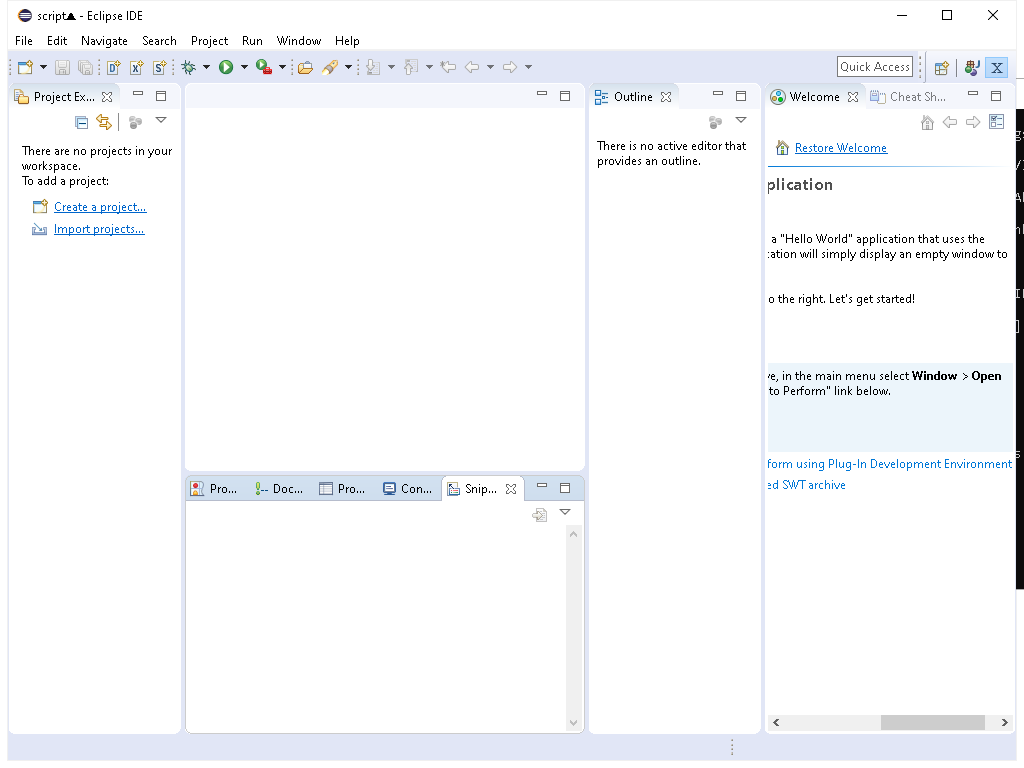 script▲ - Eclipse IDE
File Edit Navigate Search Project Run Window Help
Quick Access
Project Ex...
There are no projects in your
workspace.
To add a project:
Create a project...
Import projects...
Outline
There is no active editor that
provides an outline.
Welcome
Cheat Sh...
Restore Welcome
plication
a "Hello World" application that uses the
cation will simply display an empty window to
o the right. Let's get started!
ve, in the main menu select Window > Open
to Perform" link below.
form using Plug-In Development Environment
ed SWT archive
Pro...
Doc...
Pro...
Con...
Snip...